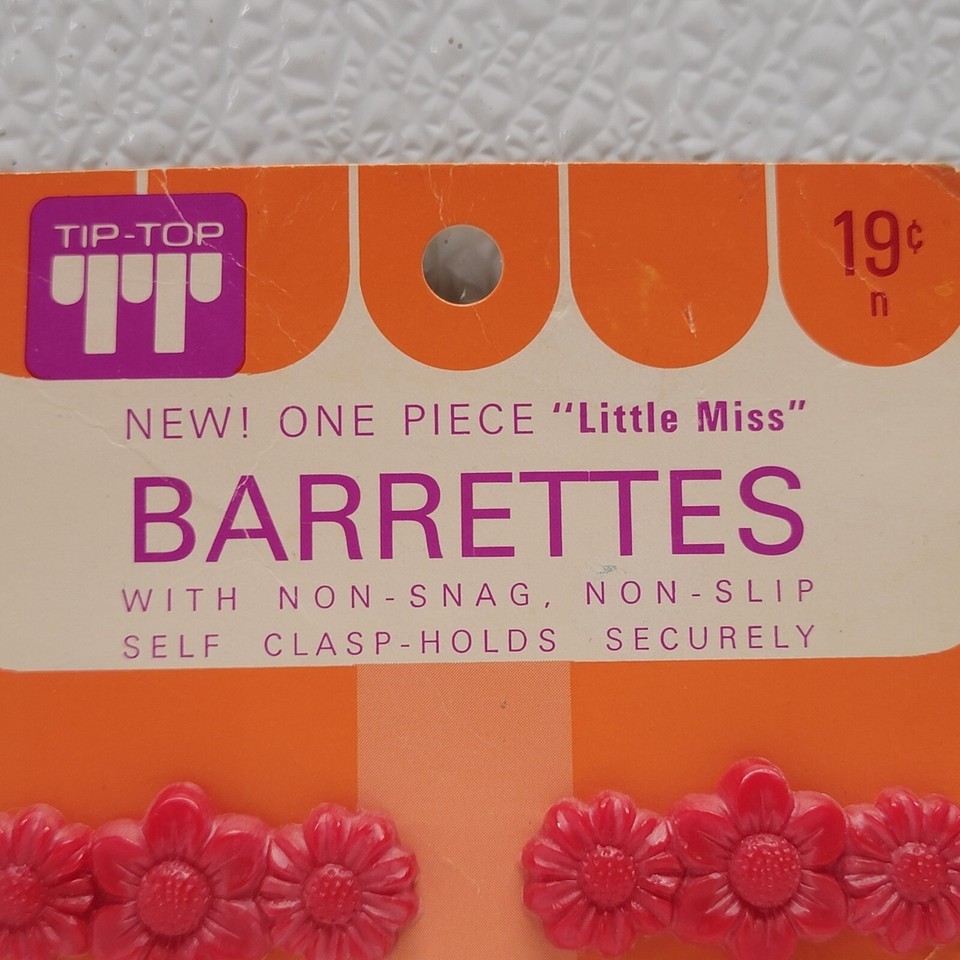 TIP-TOP
19¢
n
NEW! ONE PIECE "Little Miss"
BARRETTES
WITH NON-SNAG, NON-SLIP
SELF CLASP-HOLDS SECURELY